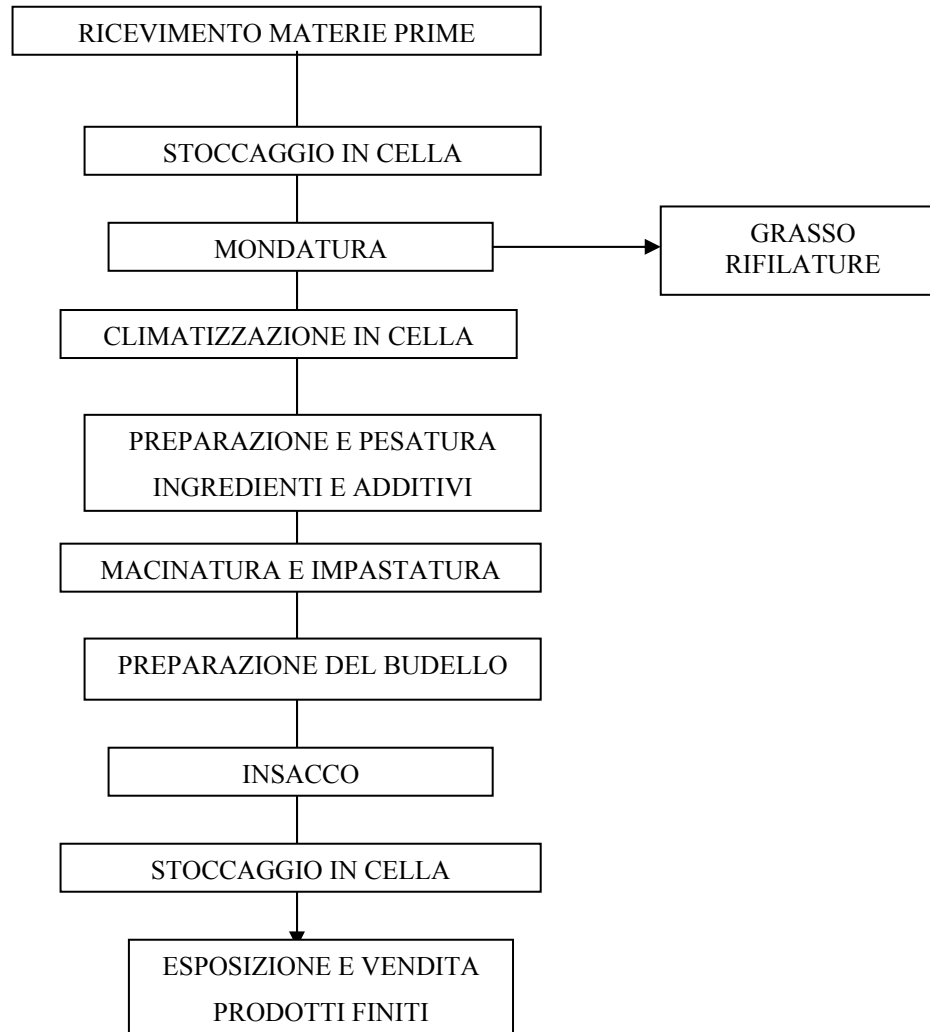 RICEVIMENTO MATERIE PRIME
STOCCAGGIO IN CELLA
MONDATURA
GRASSO
RIFILATURE
CLIMATIZZAZIONE IN CELLA
PREPARAZIONE E PESATURA
INGREDIENTI E ADDITIVI
MACINATURA E IMPASTATURA
PREPARAZIONE DEL BUDELLO
INSACCO
STOCCAGGIO IN CELLA
ESPOSIZIONE E VENDITA
PRODOTTI FINITI